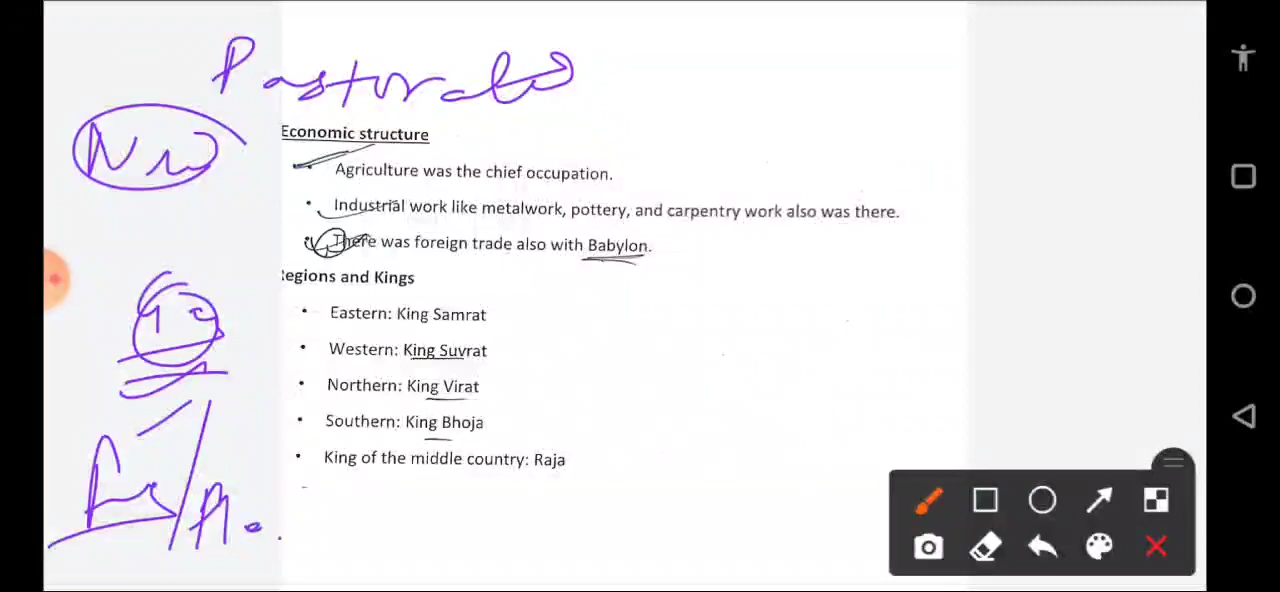 Pastoral
Economic structure
• Agriculture was the chief occupation.
• Industrial work like metalwork, pottery, and carpentry work also was there.
• There was foreign trade also with Babylon.
egions and Kings
• Eastern: King Samrat
• Western: King Suvrat
• Northern: King Virat
• Southern: King Bhoja
• King of the middle country: Raja